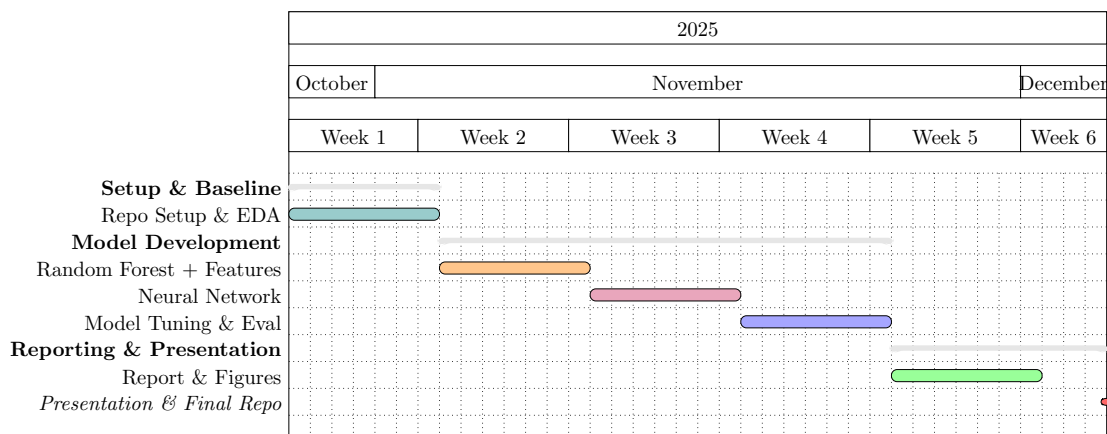 2025
October November December
Week 1 Week 2 Week 3 Week 4 Week 5 Week 6
Setup & Baseline
Repo Setup & EDA
Model Development
Random Forest + Features
Neural Network
Model Tuning & Eval
Reporting & Presentation
Report & Figures
Presentation & Final Repo